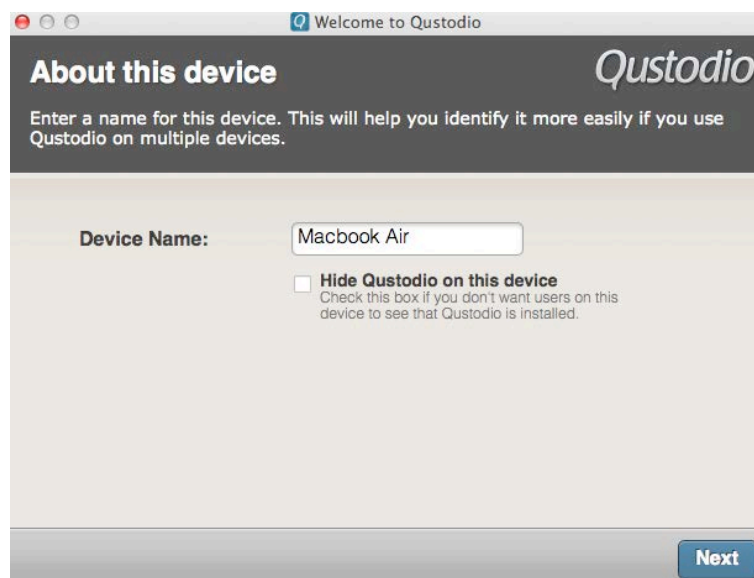 Welcome to Qustodio
About this device
Qustodio
Enter a name for this device. This will help you identify it more easily if you use
Qustodio on multiple devices.
Device Name:
Macbook Air
Hide Qustodio on this device
Check this box if you don't want users on this
device to see that Qustodio is installed.
Next